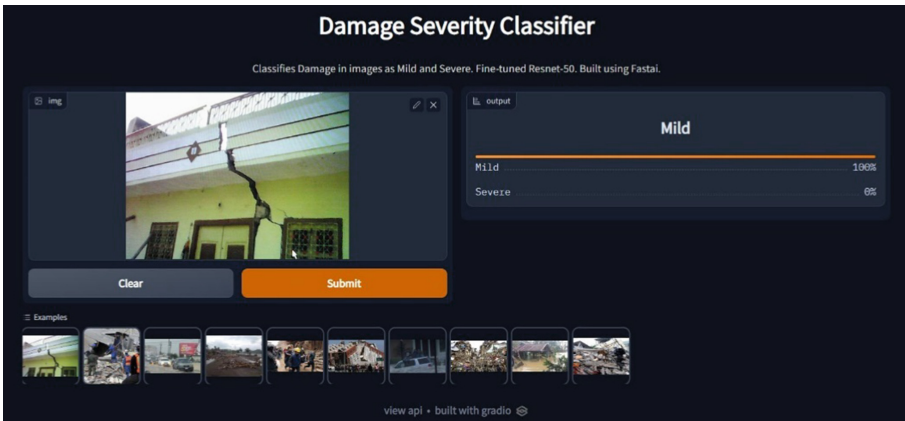 Damage Severity Classifier
Classifies Damage in images as Mild and Severe. Fine-tuned Resnet-50. Built using Fastai.
img
output
Mild
Mild 100%
Severe 0%
Clear
Submit
Examples
view api • built with gradio